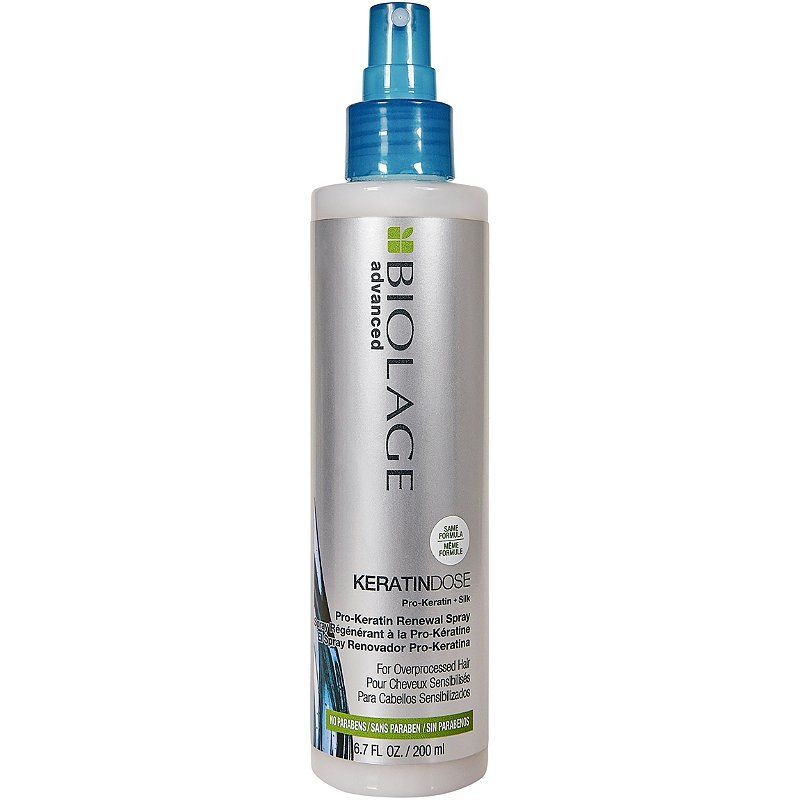 BIOLAGE
advanced
SAME
FORMULA
MÊME
FORMULE
KERATINDOSE
Pro-Keratin + Silk
Pro-Keratin Renewal Spray
Spray Régénérant à la Pro-Kératine
El Spray Renovador Pro-Keratina
For Overprocessed Hair
Pour Cheveux Sensibilisés
Para Cabellos Sensibilizados
NO PARABENS / SANS PARABEN / SIN PARABENOS
6.7 FL OZ. / 200 ml